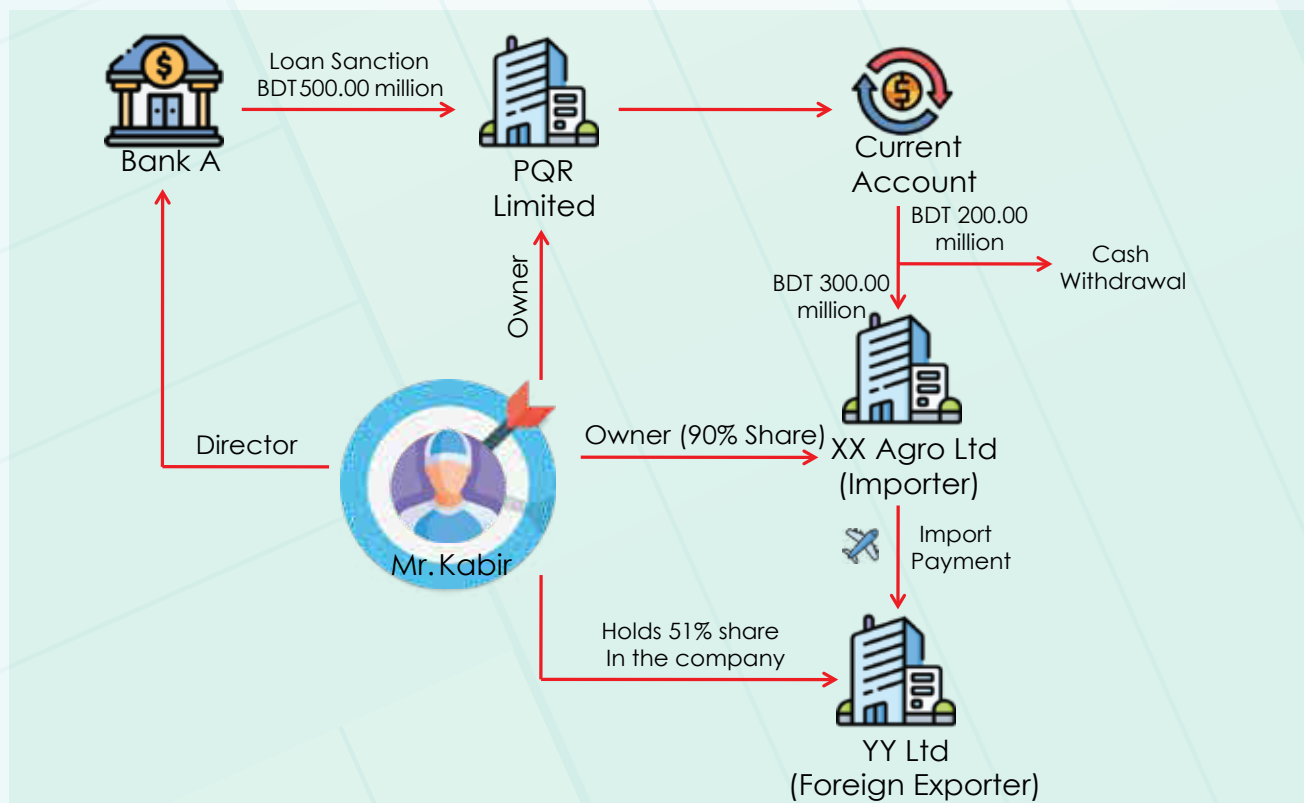 Loan Sanction
BDT500.00 million
Bank A
PQR
Limited
Current
Account
BDT 200.00
million
Cash
Withdrawal
BDT 300.00
million
Owner
Director
Owner (90% Share)
XX Agro Ltd
(Importer)
Mr. Kabir
Import
Payment
Holds 51% share
In the company
YY Ltd
(Foreign Exporter)